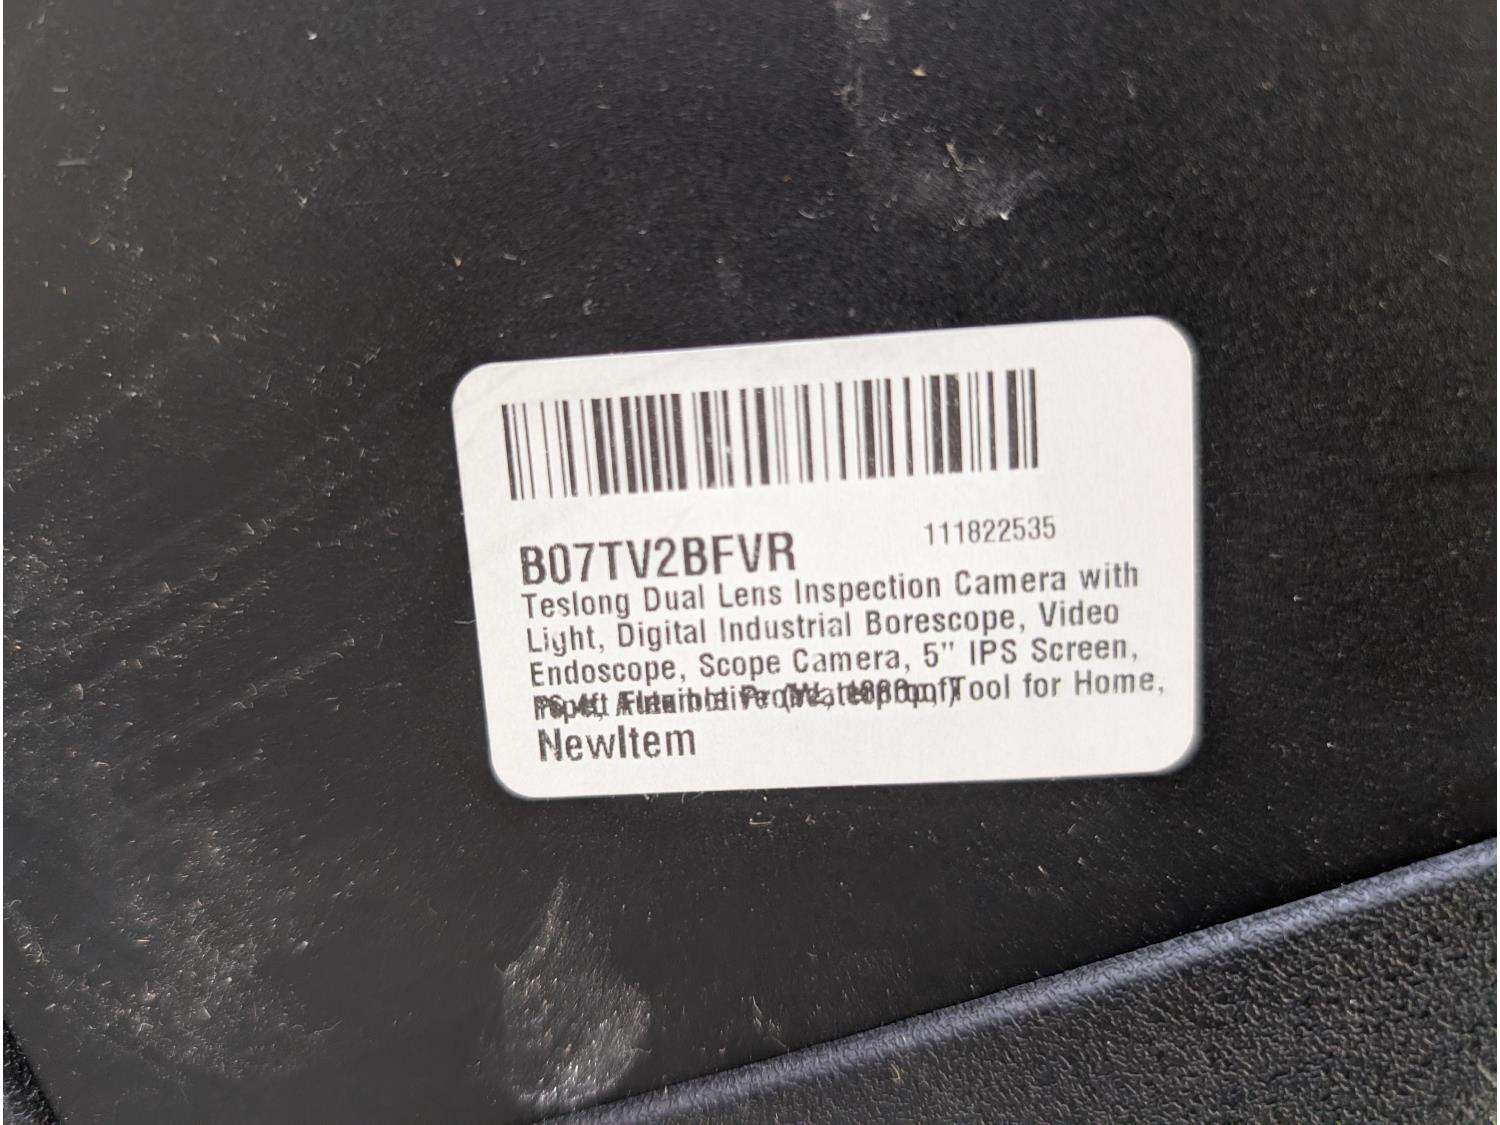 B07TV2BFVR
111822535
Teslong Dual Lens Inspection Camera with
Light, Digital Industrial Borescope, Video
Endoscope, Scope Camera, 5" IPS Screen,
Tool for Home,
NewItem